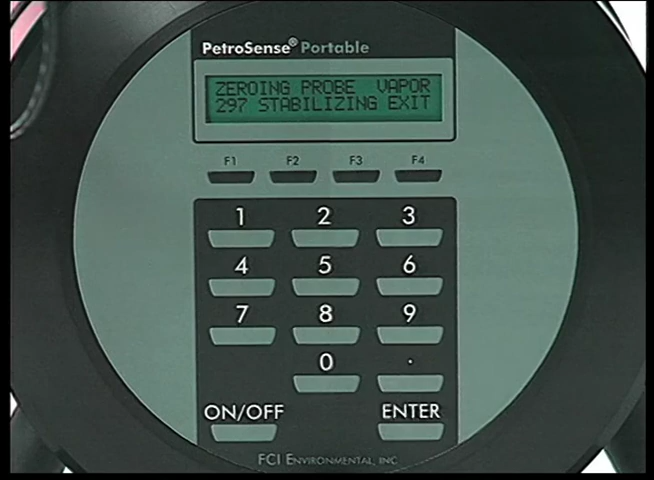 PetroSense® Portable
ZEROING PROBE VAPOR
297 STABILIZING EXIT
F1 F2 F3 F4
1 2 3
4 5 6
7 8 9
0 .
ON/OFF ENTER
FCI ENVIRONMENTAL, INC